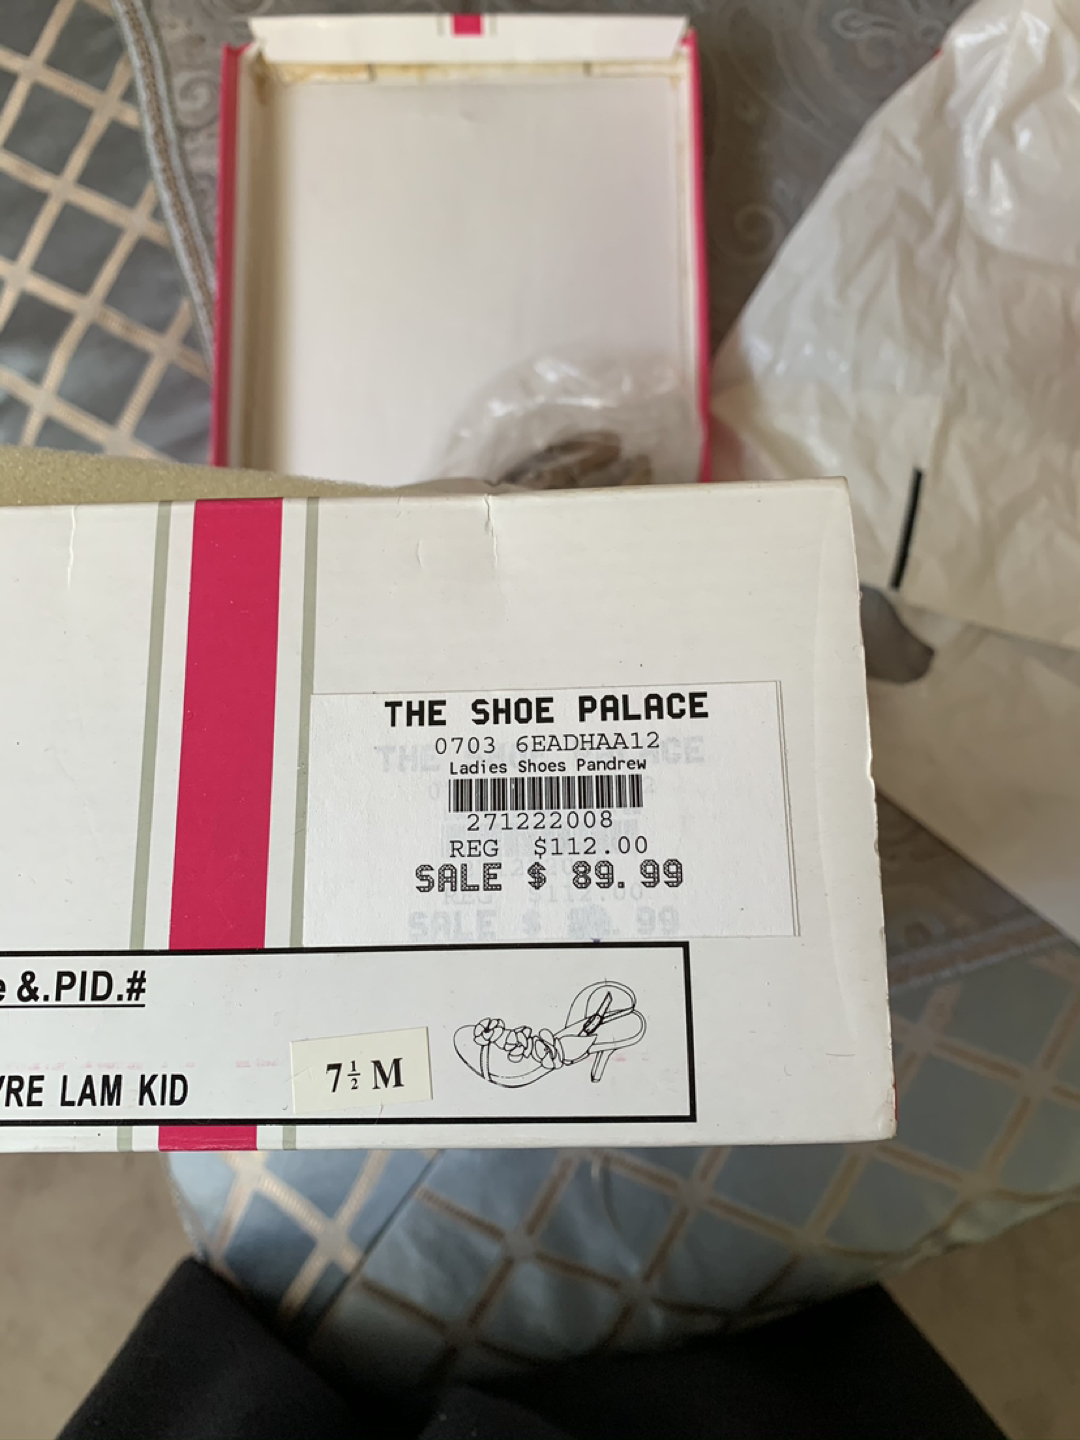 THE SHOE PALACE
0703 6EADHAA12
Ladies Shoes Pandrew
271222008
REG $112.00
SALE $ 89.99
&.PID.#
7½ M
LAM KID